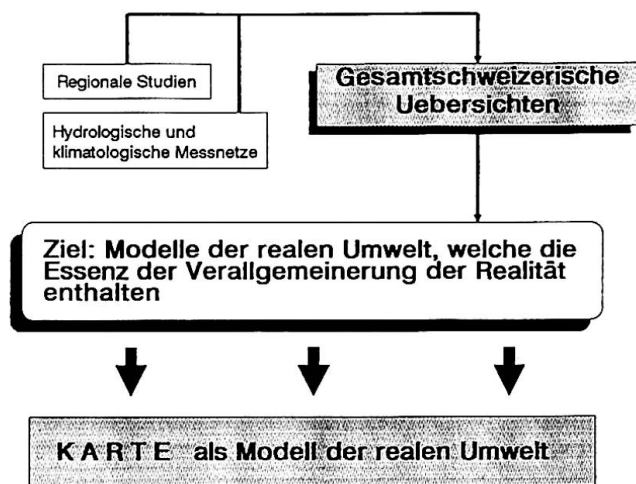 Regionale Studien
Hydrologische und
klimatologische Messnetze
Gesamtschweizerische
Uebersichten
Ziel: Modelle der realen Umwelt, welche die
Essenz der Verallgemeinerung der Realität
enthalten
K A R T E als Modell der realen Umwelt